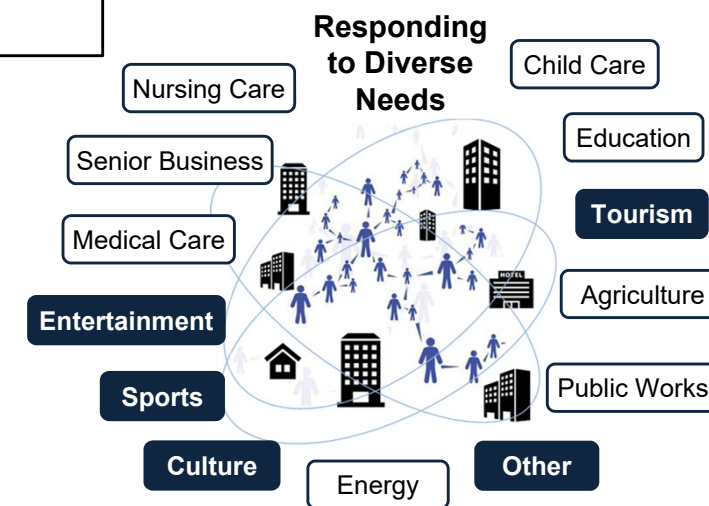 Responding
to Diverse
Needs
Nursing Care
Child Care
Senior Business
Education
Medical Care
Tourism
HOTEL
Entertainment
Agriculture
Sports
Public Works
Culture
Energy
Other